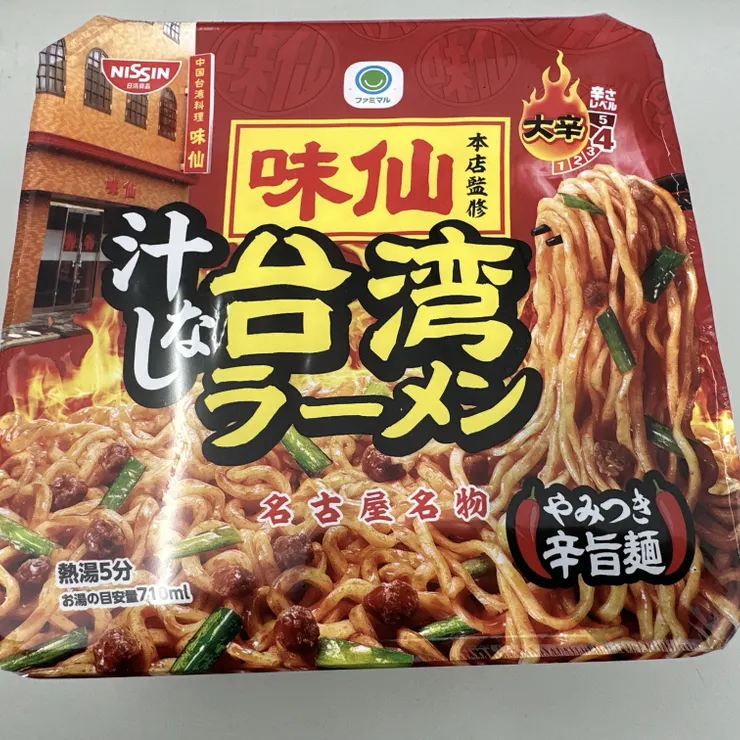 NISSIN
日清食品
中国台湾料理 味仙
ファミマル
味仙
本店監修
大辛
辛さ
レベル
5
4
3
2
1
味仙
汁なし
台湾
ラーメン
名古屋名物
やみつき
辛旨麺
熱湯5分
お湯の目安量710ml